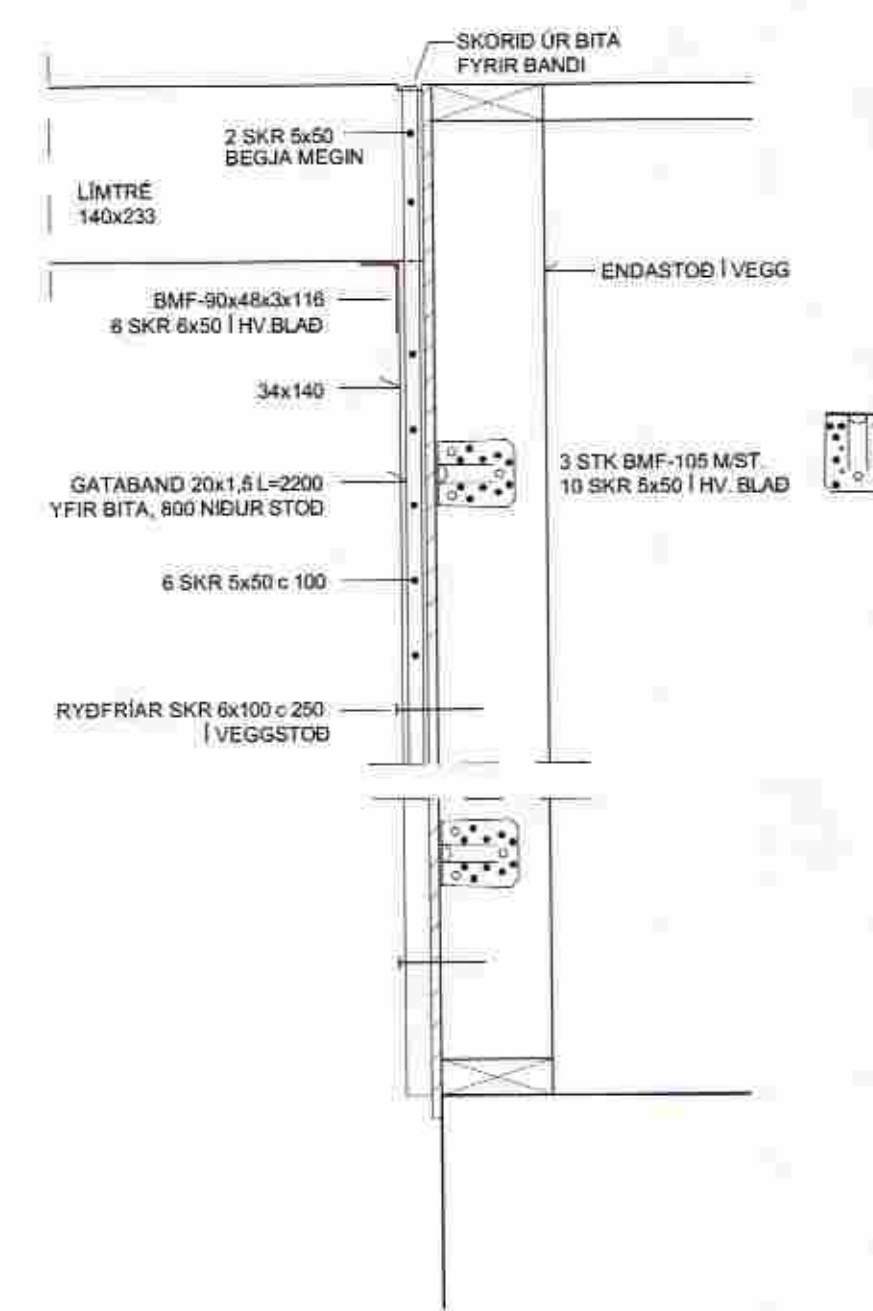 SKORIÐ ÚR BITA
FYRIR BANDI
2 SKR 5x50
BEGJA MEGIN
LÍMTRÉ
140x233
ENDASTOÐ Í VEGG
BMF-90x48x3x116
6 SKR 6x50 Í HV.BLAÐ
34x140
3 STK BMF-105 M/ST.
10 SKR 5x50 Í HV. BLAÐ
GATABAND 20x1,5 L=2200
YFIR BITA, 800 NIÐUR STOÐ
6 SKR 5x50 c 100
RYÐFRÍAR SKR 6x100 c 250
Í VEGGSTOÐ